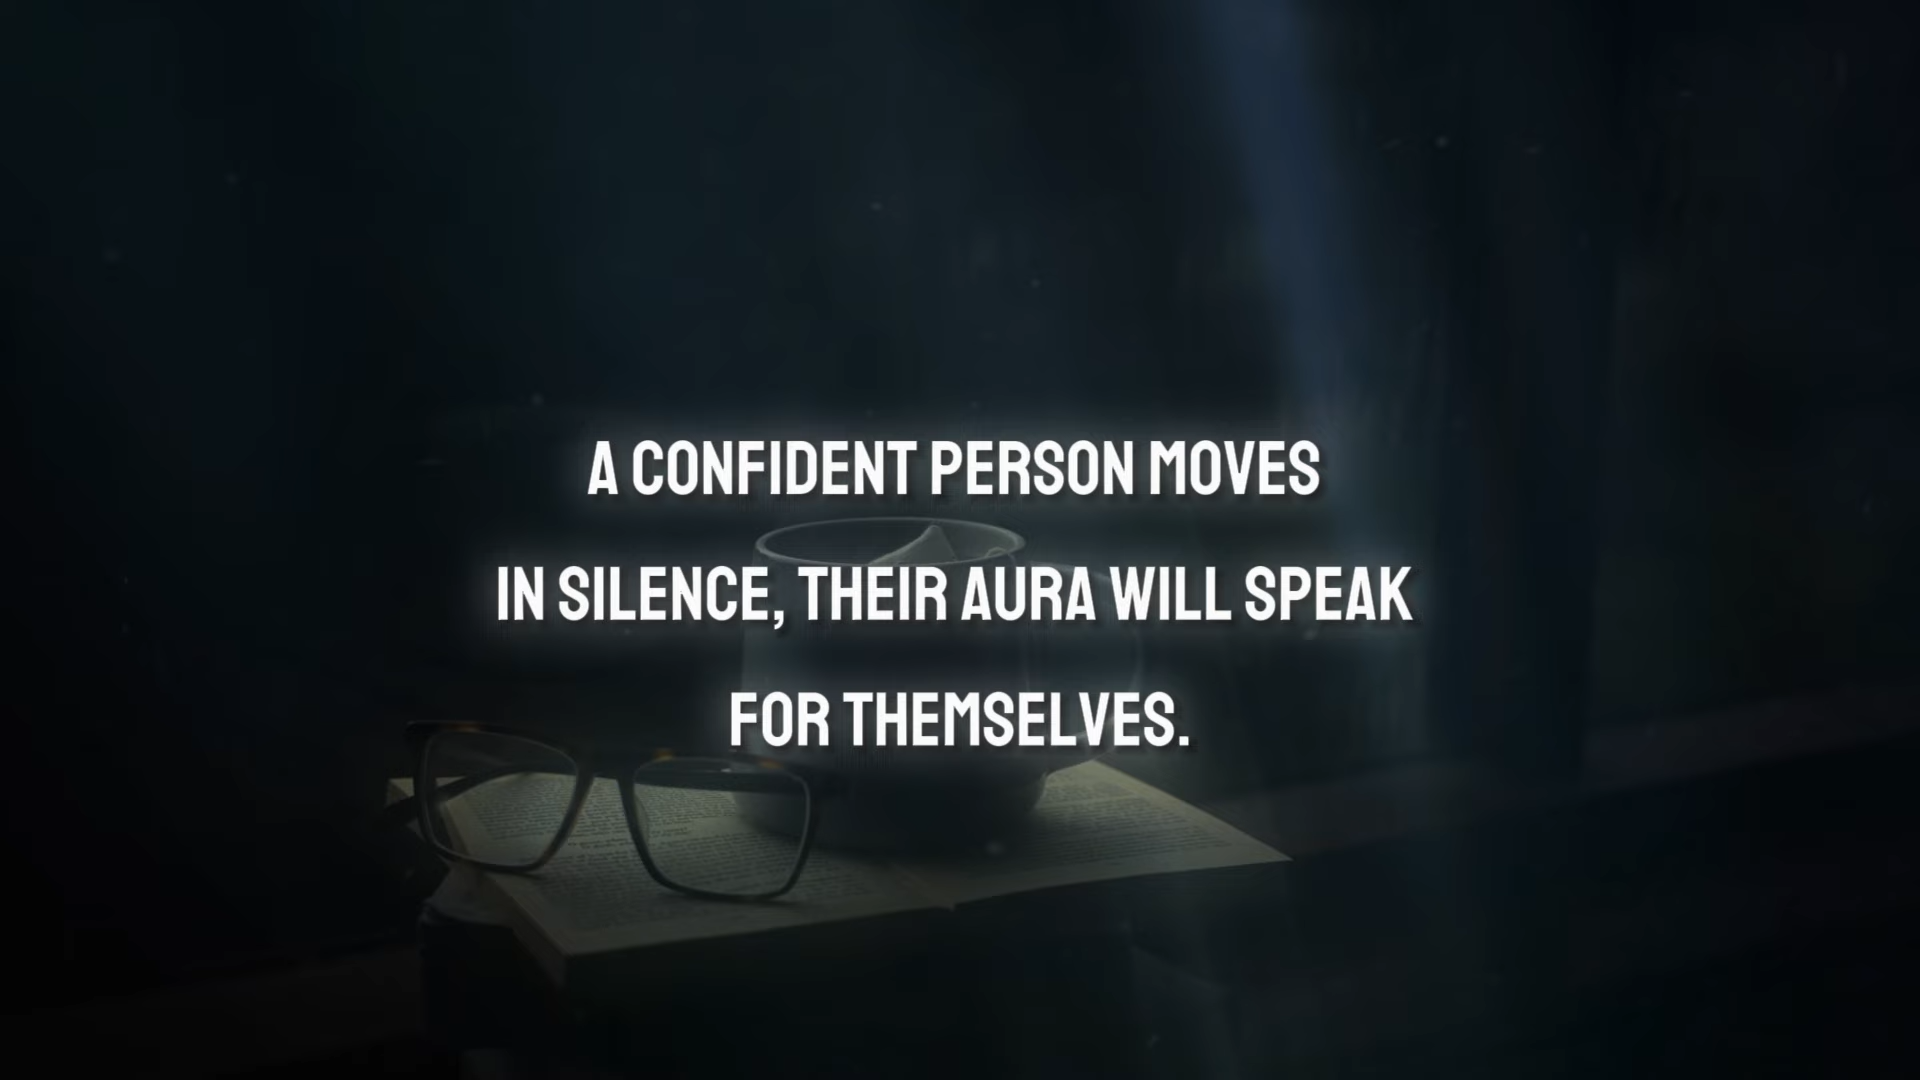 A CONFIDENT PERSON MOVES
IN SILENCE, THEIR AURA WILL SPEAK
FOR THEMSELVES.